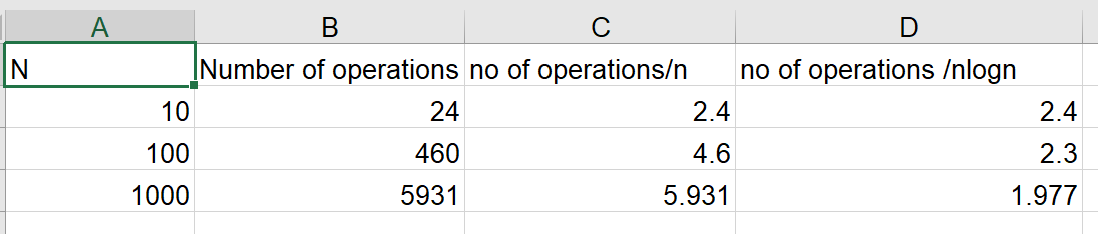 A B C D
N Number of operations no of operations/n no of operations /nlogn
10 24 2.4 2.4
100 460 4.6 2.3
1000 5931 5.931 1.977